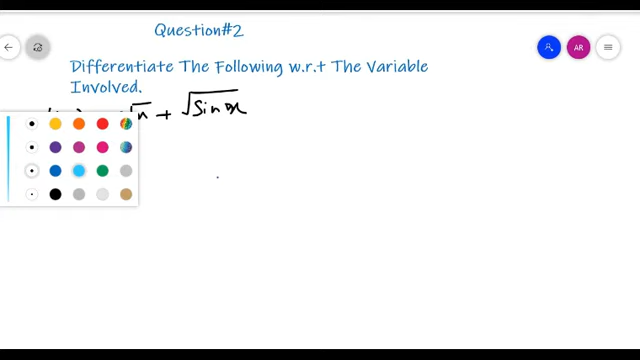 Question#2
AR
Differentiate The Following w.r.t The Variable
Involved.
√x + √Sin x